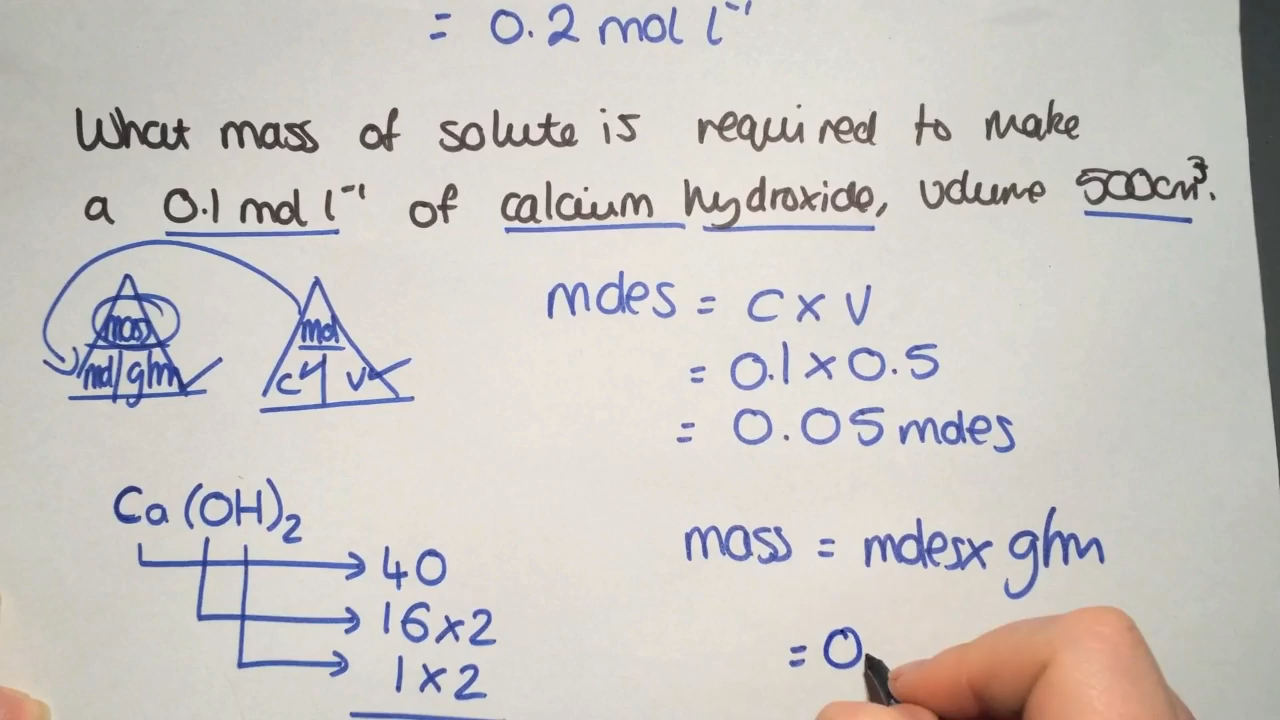 = 0.2 mol l⁻¹
What mass of solute is required to make
a 0.1 mol l⁻¹ of calcium hydroxide, volume 500cm³.
mass
mol gfm
mol
c v
moles = C x V
= 0.1 x 0.5
= 0.05 moles
Ca(OH)₂
40
16x2
1x2
mass = moles x gfm
= 0.